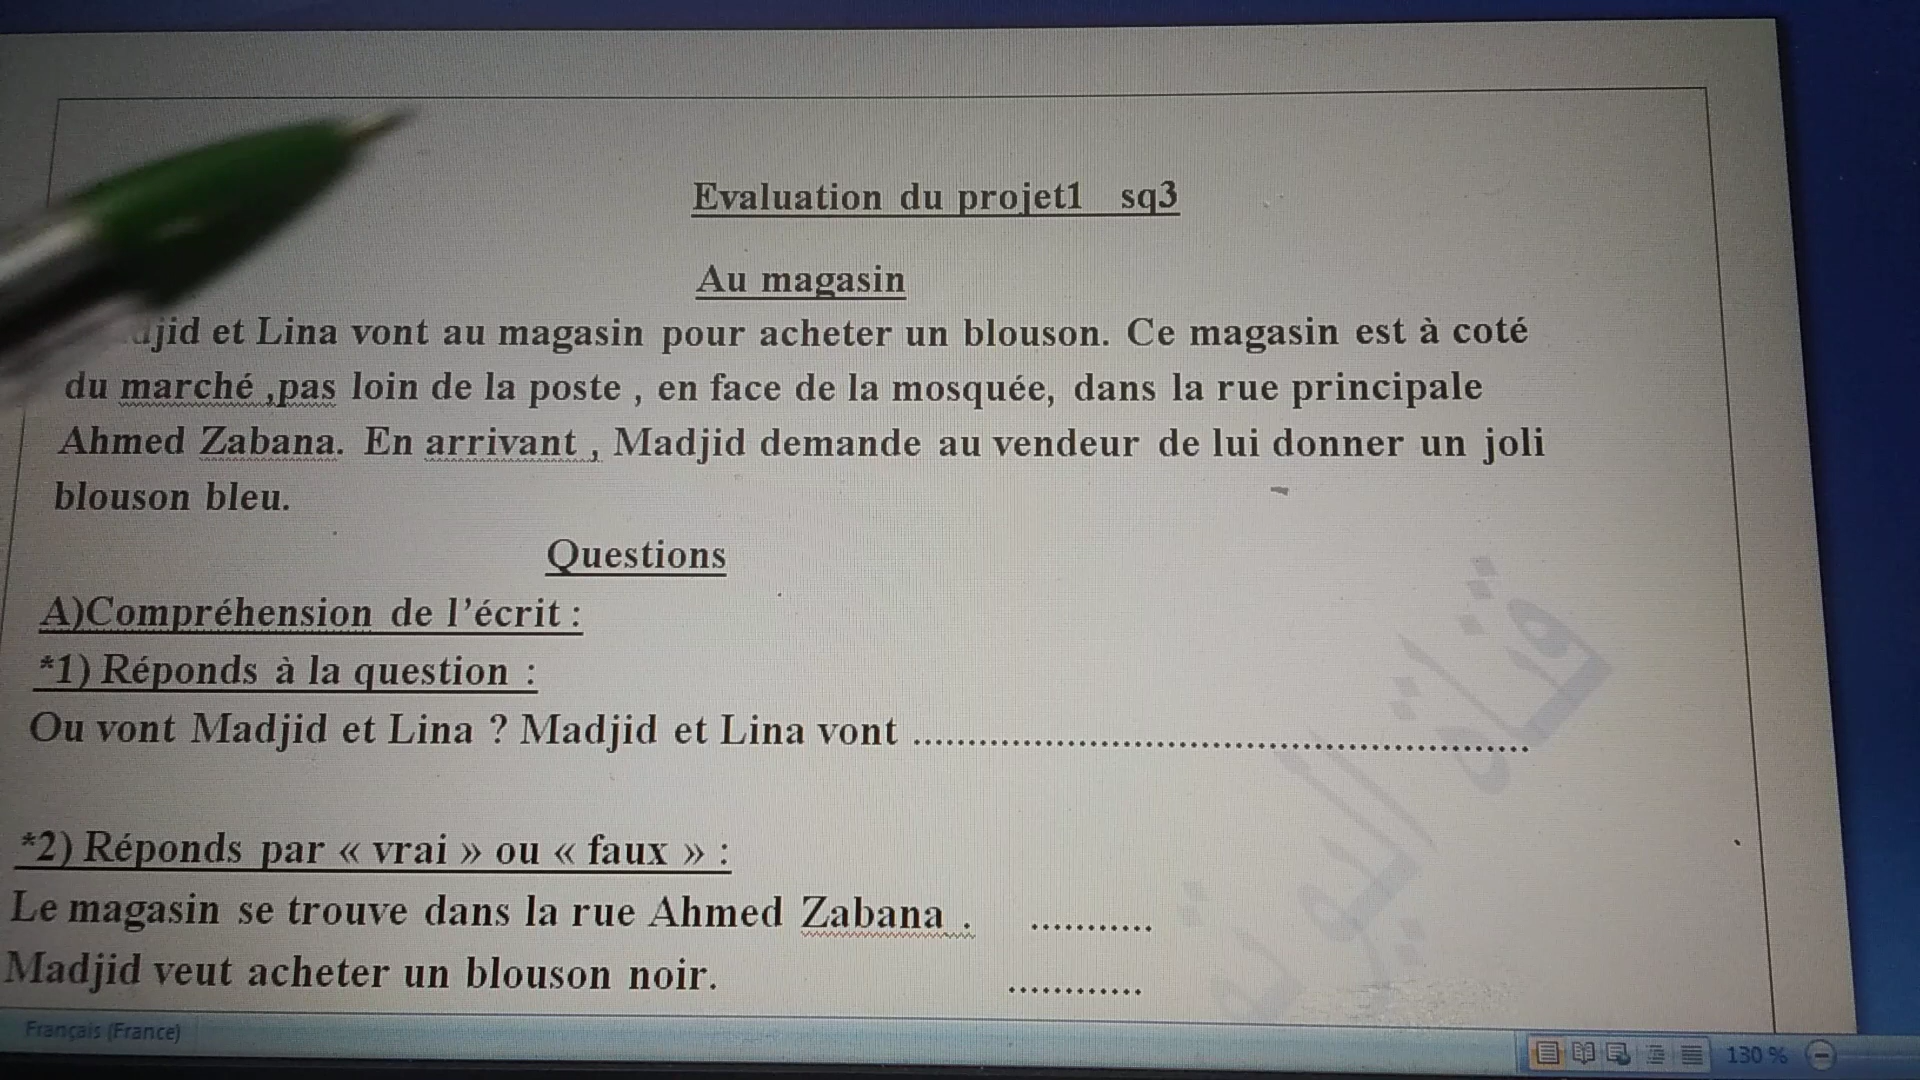 Evaluation du projet1 sq3
Au magasin
jid et Lina vont au magasin pour acheter un blouson. Ce magasin est à coté
du marché ,pas loin de la poste , en face de la mosquée, dans la rue principale
Ahmed Zabana. En arrivant , Madjid demande au vendeur de lui donner un joli
blouson bleu.
Questions
A)Compréhension de l'écrit :
*1) Réponds à la question :
Ou vont Madjid et Lina ? Madjid et Lina vont ........................................................
*2) Réponds par « vrai » ou « faux » :
Le magasin se trouve dans la rue Ahmed Zabana . ...........
Madjid veut acheter un blouson noir. ............
Français (France)
130 %